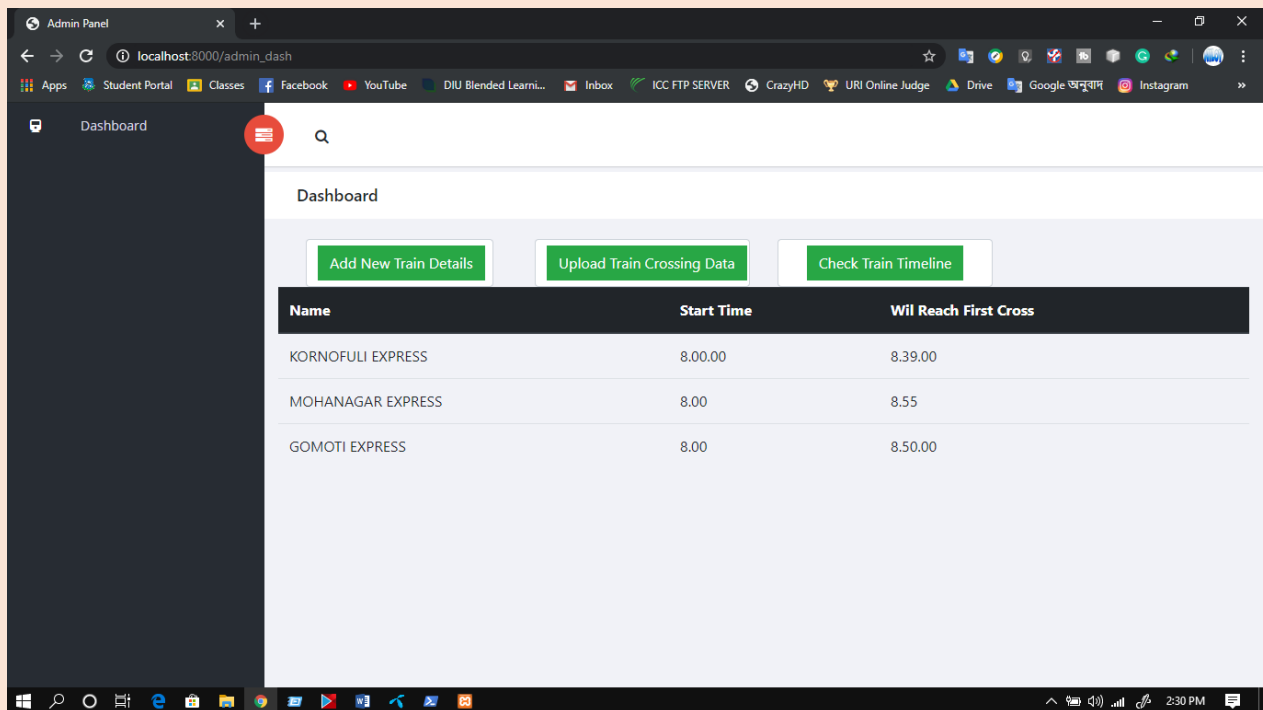 Admin Panel
localhost:8000/admin_dash
Apps Student Portal Classes Facebook YouTube DIU Blended Learni... Inbox ICC FTP SERVER CrazyHD URI Online Judge Drive Google অনুবাদ Instagram »
Dashboard
Dashboard
Add New Train Details Upload Train Crossing Data Check Train Timeline
Name Start Time Wil Reach First Cross
KORNOFULI EXPRESS 8.00.00 8.39.00
MOHANAGAR EXPRESS 8.00 8.55
GOMOTI EXPRESS 8.00 8.50.00
2:30 PM